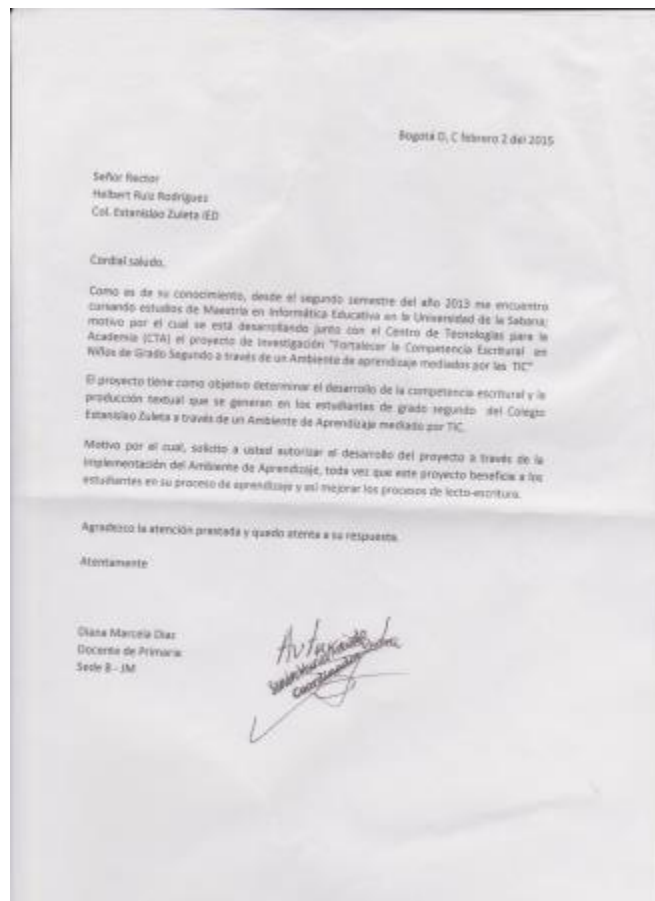 Bogotá D, C febrero 2 del 2015
Señor Rector
Helbert Ruiz Rodríguez
Col. Estanislao Zuleta IED
Cordial saludo,
Como es de su conocimiento, desde el segundo semestre del año 2013 me encuentro
cursando estudios de Maestría en Informática Educativa en la Universidad de la Sabana;
motivo por el cual se está desarrollando junto con el Centro de Tecnologías para la
Academia (CTA) el proyecto de Investigación "Fortalecer la Competencia Escritural en
Niños de Grado Segundo a través de un Ambiente de aprendizaje mediados por las TIC"
El proyecto tiene como objetivo determinar el desarrollo de la competencia escritural y la
producción textual que se generan en los estudiantes de grado segundo del Colegio
Estanislao Zuleta a través de un Ambiente de Aprendizaje mediado por TIC.
Motivo por el cual, solicito a usted autorizar el desarrollo del proyecto a través de la
Implementación del Ambiente de Aprendizaje, toda vez que este proyecto beneficia a los
estudiantes en su proceso de aprendizaje y así mejorar los procesos de lecto-escritura.
Agradezco la atención prestada y quedo atenta a su respuesta.
Atentamente
Diana Marcela Diaz
Docente de Primaria
Sede B - JM
Coordinador